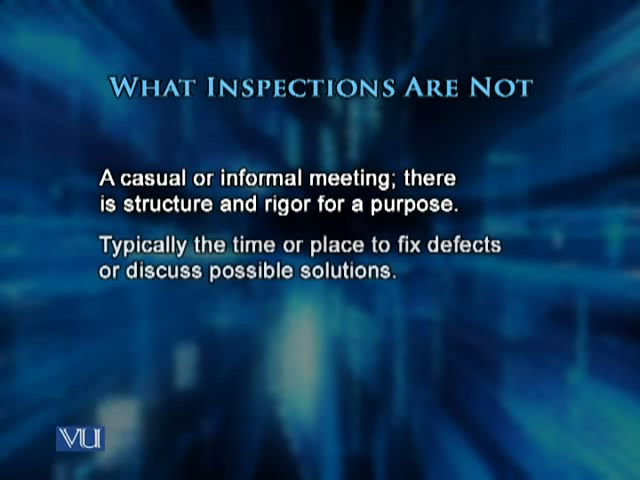 WHAT INSPECTIONS ARE NOT
A casual or informal meeting; there
is structure and rigor for a purpose.
Typically the time or place to fix defects
or discuss possible solutions.
VU